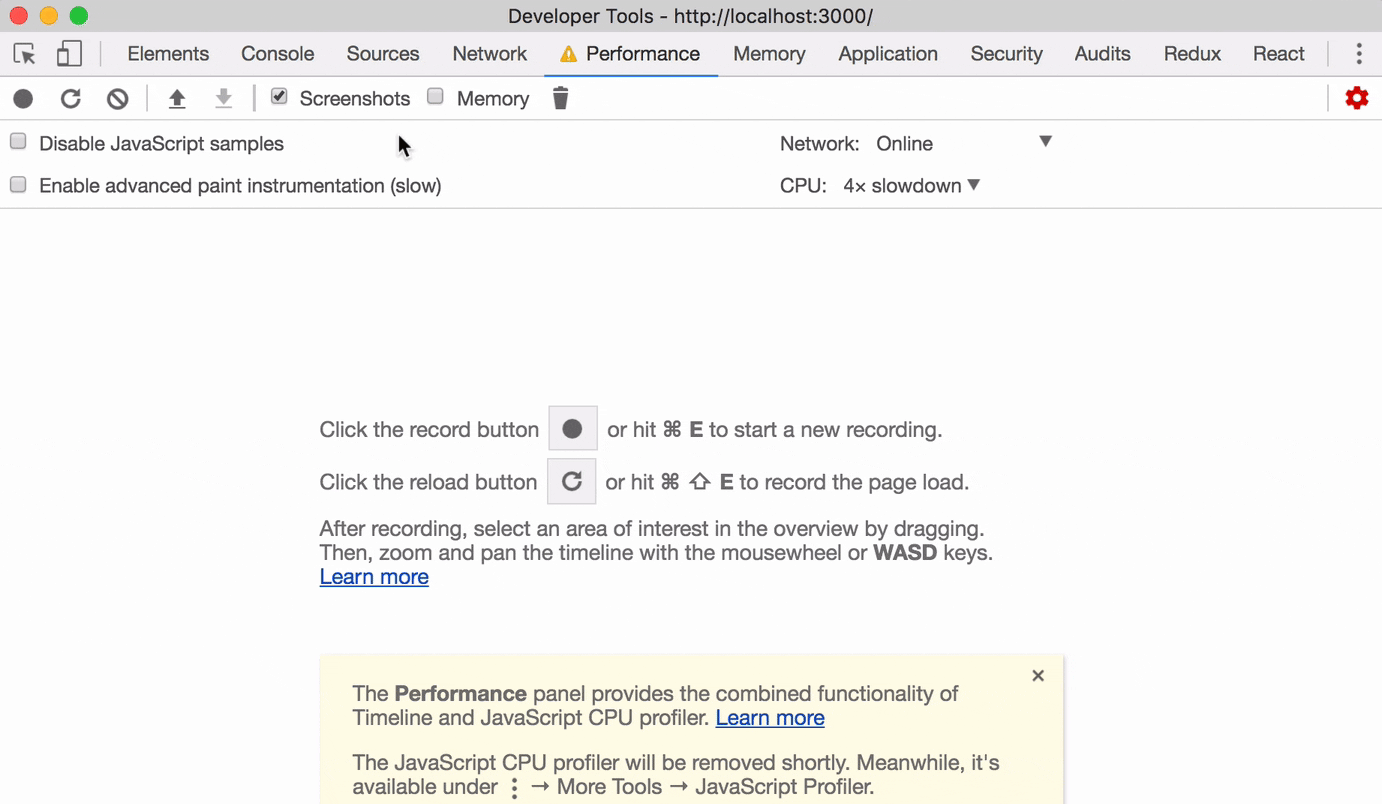 Developer Tools - http://localhost:3000/
Elements Console Sources Network Performance Memory Application Security Audits Redux React
Screenshots Memory
Disable JavaScript samples Network: Online
Enable advanced paint instrumentation (slow) CPU: 4× slowdown
Click the record button or hit ⌘ E to start a new recording.
Click the reload button or hit ⌘ ⇧ E to record the page load.
After recording, select an area of interest in the overview by dragging.
Then, zoom and pan the timeline with the mousewheel or WASD keys.
Learn more
The Performance panel provides the combined functionality of
Timeline and JavaScript CPU profiler. Learn more
The JavaScript CPU profiler will be removed shortly. Meanwhile, it's
available under ⋮ → More Tools → JavaScript Profiler.